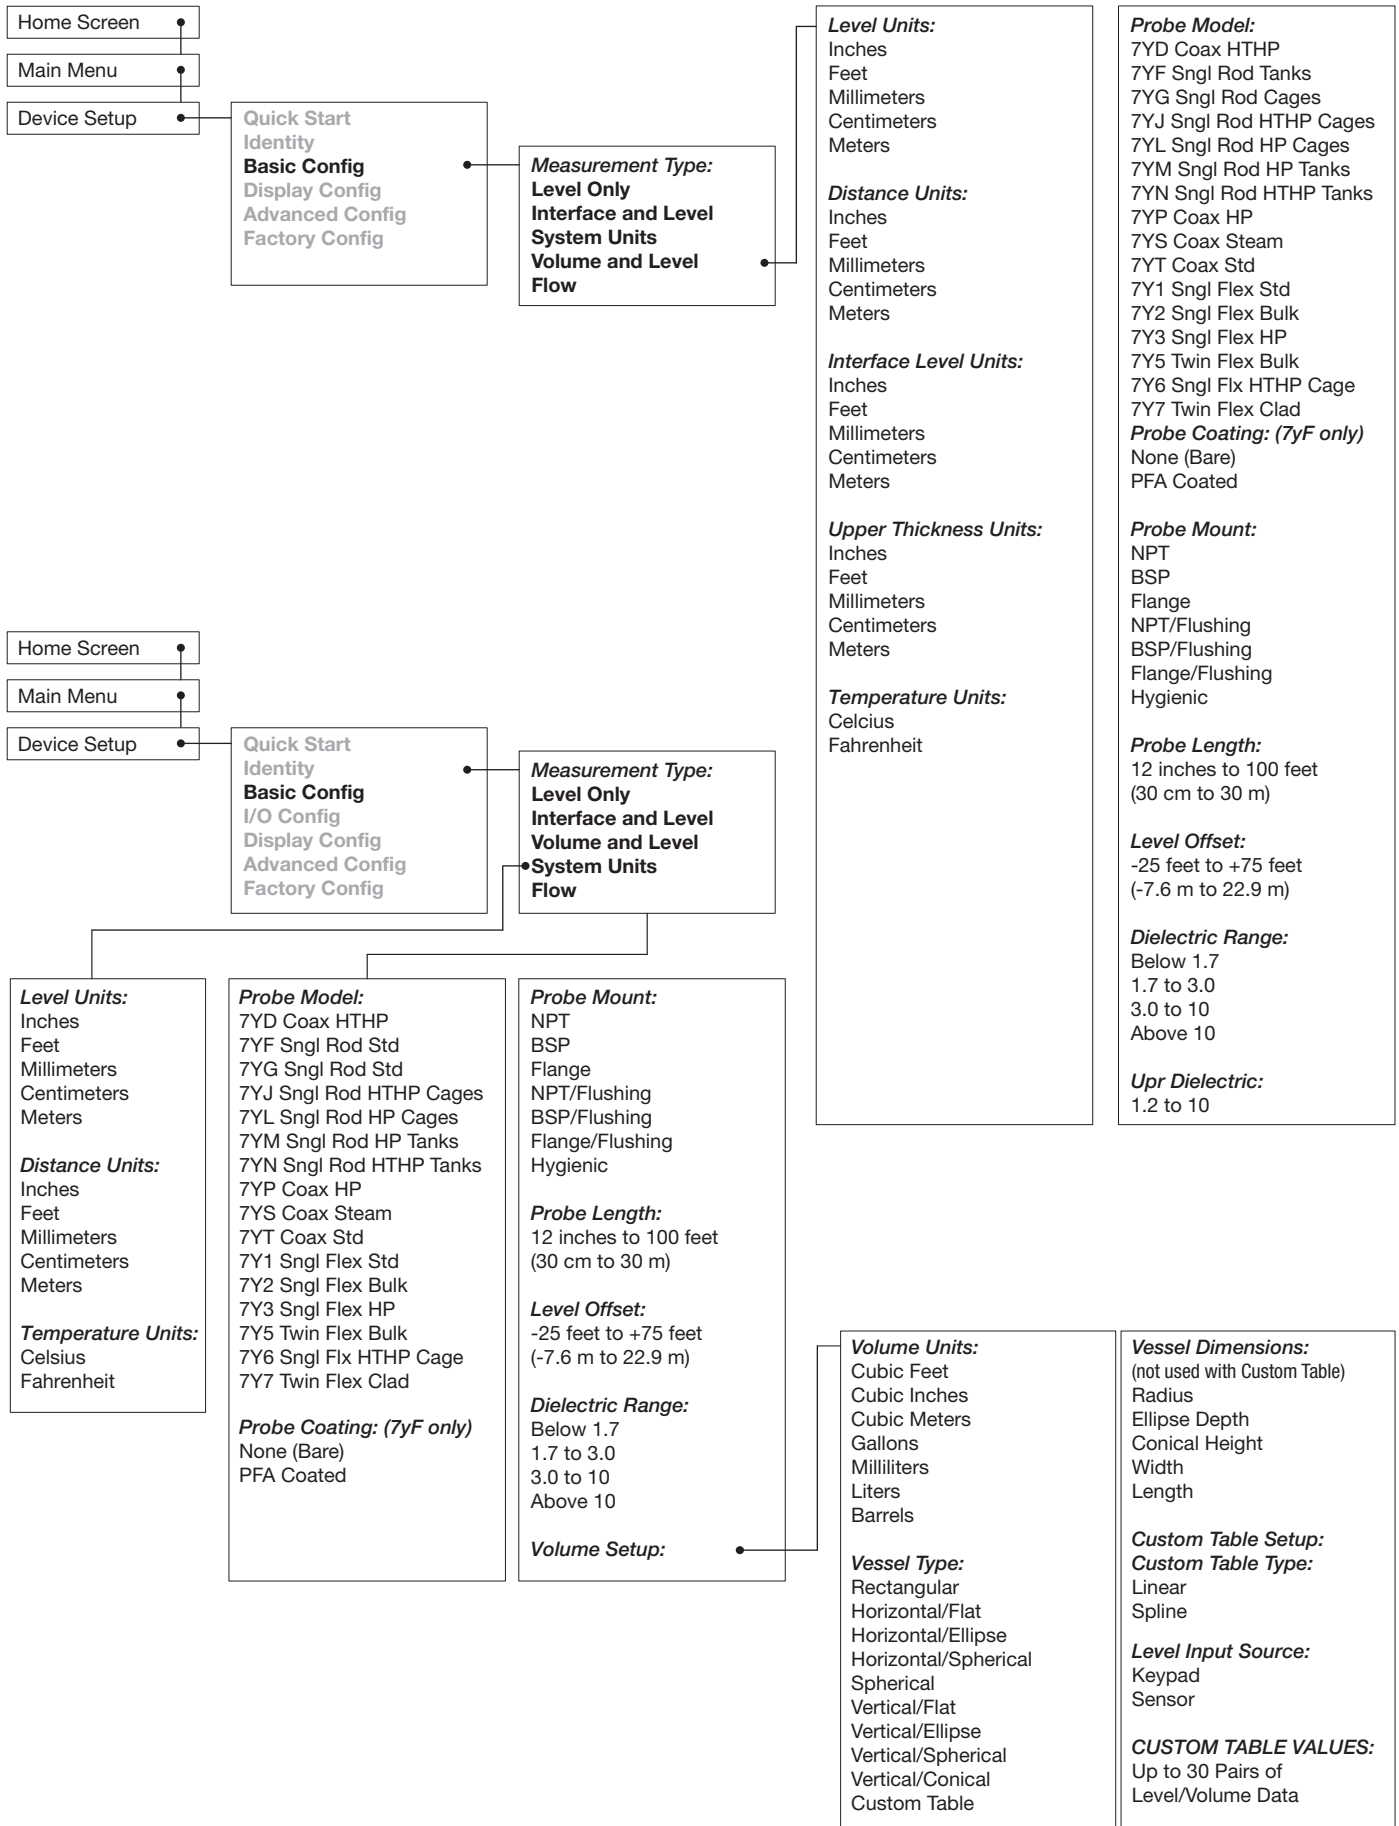 Home Screen
Main Menu
Device Setup
Quick Start
Identity
Basic Config
Display Config
Advanced Config
Factory Config
Measurement Type:
Level Only
Interface and Level
System Units
Volume and Level
Flow
Level Units:
Inches
Feet
Millimeters
Centimeters
Meters
Distance Units:
Inches
Feet
Millimeters
Centimeters
Meters
Interface Level Units:
Inches
Feet
Millimeters
Centimeters
Meters
Upper Thickness Units:
Inches
Feet
Millimeters
Centimeters
Meters
Temperature Units:
Celcius
Fahrenheit
Probe Model:
7YD Coax HTHP
7YF Sngl Rod Tanks
7YG Sngl Rod Cages
7YJ Sngl Rod HTHP Cages
7YL Sngl Rod HP Cages
7YM Sngl Rod HP Tanks
7YN Sngl Rod HTHP Tanks
7YP Coax HP
7YS Coax Steam
7YT Coax Std
7Y1 Sngl Flex Std
7Y2 Sngl Flex Bulk
7Y3 Sngl Flex HP
7Y5 Twin Flex Bulk
7Y6 Sngl Flx HTHP Cage
7Y7 Twin Flex Clad
Probe Coating: (7yF only)
None (Bare)
PFA Coated
Probe Mount:
NPT
BSP
Flange
NPT/Flushing
BSP/Flushing
Flange/Flushing
Hygienic
Probe Length:
12 inches to 100 feet
(30 cm to 30 m)
Level Offset:
-25 feet to +75 feet
(-7.6 m to 22.9 m)
Dielectric Range:
Below 1.7
1.7 to 3.0
3.0 to 10
Above 10
Upr Dielectric:
1.2 to 10
Home Screen
Main Menu
Device Setup
Quick Start
Identity
Basic Config
I/O Config
Display Config
Advanced Config
Factory Config
Measurement Type:
Level Only
Interface and Level
Volume and Level
System Units
Flow
Level Units:
Inches
Feet
Millimeters
Centimeters
Meters
Distance Units:
Inches
Feet
Millimeters
Centimeters
Meters
Temperature Units:
Celsius
Fahrenheit
Probe Model:
7YD Coax HTHP
7YF Sngl Rod Std
7YG Sngl Rod Std
7YJ Sngl Rod HTHP Cages
7YL Sngl Rod HP Cages
7YM Sngl Rod HP Tanks
7YN Sngl Rod HTHP Tanks
7YP Coax HP
7YS Coax Steam
7YT Coax Std
7Y1 Sngl Flex Std
7Y2 Sngl Flex Bulk
7Y3 Sngl Flex HP
7Y5 Twin Flex Bulk
7Y6 Sngl Flx HTHP Cage
7Y7 Twin Flex Clad
Probe Coating: (7yF only)
None (Bare)
PFA Coated
Probe Mount:
NPT
BSP
Flange
NPT/Flushing
BSP/Flushing
Flange/Flushing
Hygienic
Probe Length:
12 inches to 100 feet
(30 cm to 30 m)
Level Offset:
-25 feet to +75 feet
(-7.6 m to 22.9 m)
Dielectric Range:
Below 1.7
1.7 to 3.0
3.0 to 10
Above 10
Volume Setup:
Volume Units:
Cubic Feet
Cubic Inches
Cubic Meters
Gallons
Milliliters
Liters
Barrels
Vessel Type:
Rectangular
Horizontal/Flat
Horizontal/Ellipse
Horizontal/Spherical
Spherical
Vertical/Flat
Vertical/Ellipse
Vertical/Spherical
Vertical/Conical
Custom Table
Vessel Dimensions:
(not used with Custom Table)
Radius
Ellipse Depth
Conical Height
Width
Length
Custom Table Setup:
Custom Table Type:
Linear
Spline
Level Input Source:
Keypad
Sensor
CUSTOM TABLE VALUES:
Up to 30 Pairs of
Level/Volume Data